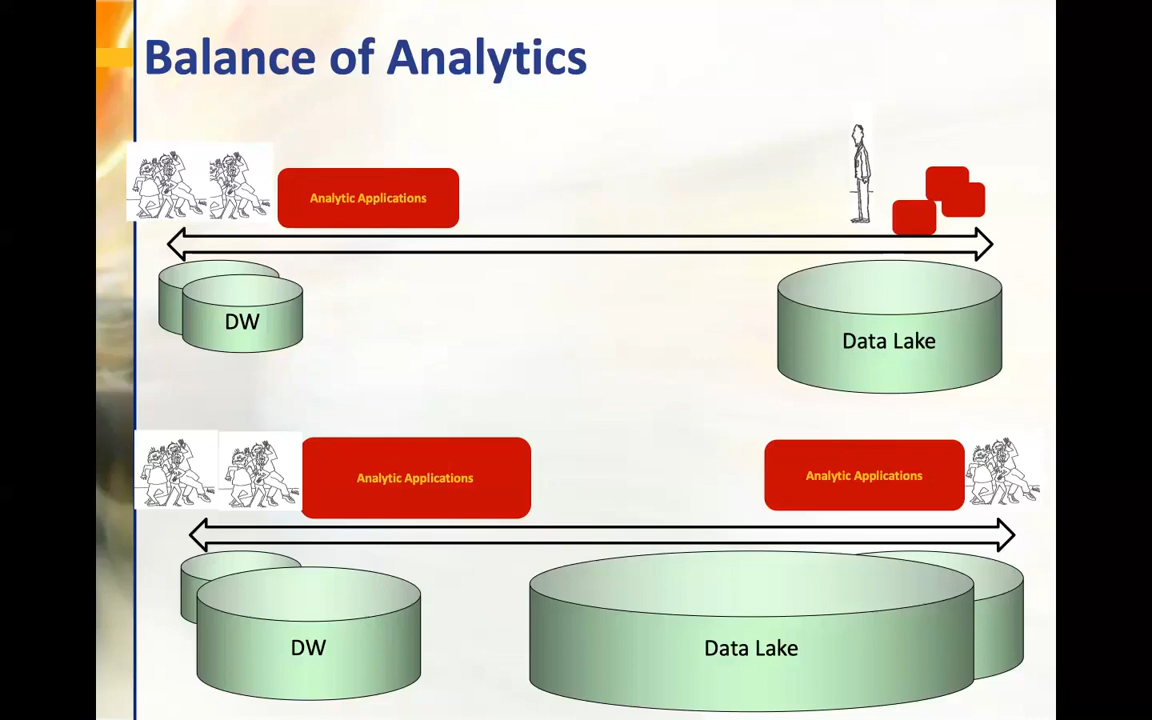 Balance of Analytics
Analytic Applications
DW
Data Lake
Analytic Applications
Analytic Applications
DW
Data Lake